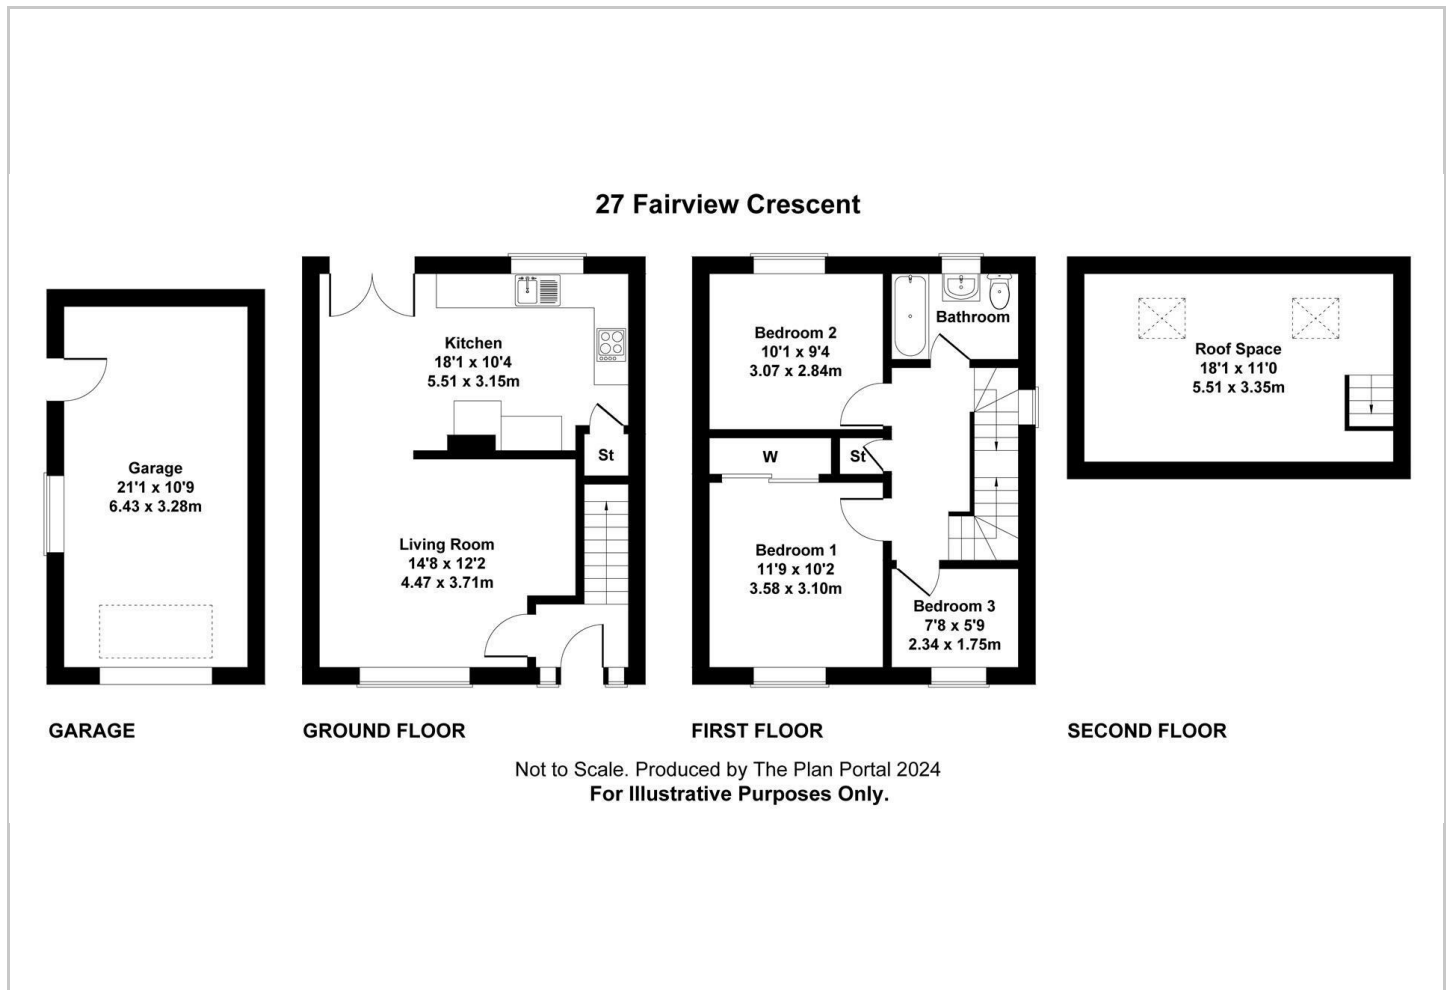 27 Fairview Crescent
Garage
21'1 x 10'9
6.43 x 3.28m
Kitchen
18'1 x 10'4
5.51 x 3.15m
St
Living Room
14'8 x 12'2
4.47 x 3.71m
Bedroom 2
10'1 x 9'4
3.07 x 2.84m
Bathroom
W
St
Bedroom 1
11'9 x 10'2
3.58 x 3.10m
Bedroom 3
7'8 x 5'9
2.34 x 1.75m
Roof Space
18'1 x 11'0
5.51 x 3.35m
GARAGE
GROUND FLOOR
FIRST FLOOR
SECOND FLOOR
Not to Scale. Produced by The Plan Portal 2024
For Illustrative Purposes Only.